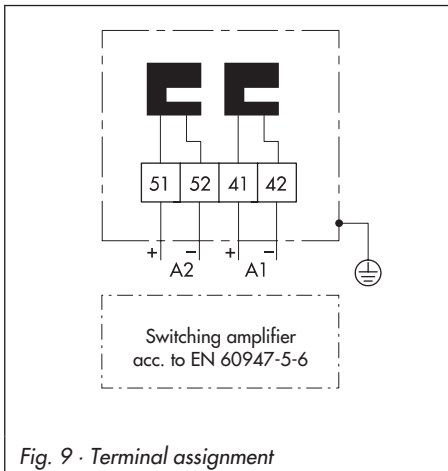 51 52 41 42
+ − + −
A2 A1
Switching amplifier
acc. to EN 60947-5-6
Fig. 9 · Terminal assignment